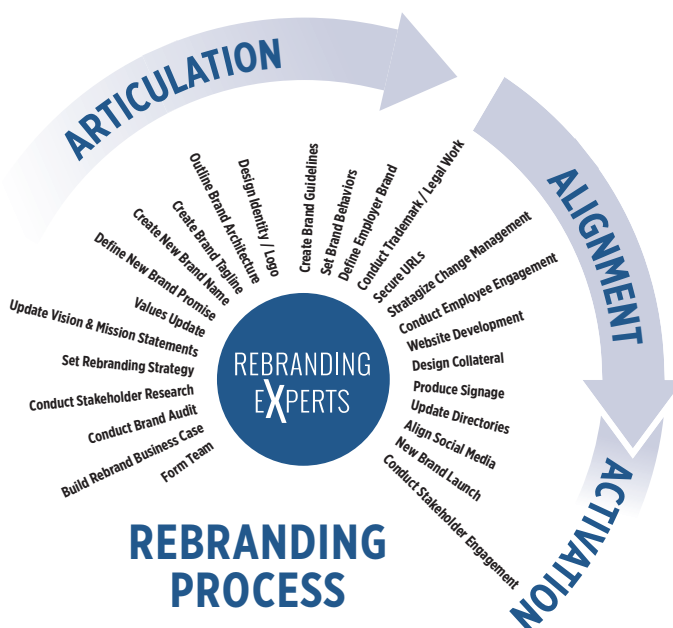 ARTICULATION
ALIGNMENT
ACTIVATION
Form Team
Build Rebrand Business Case
Conduct Brand Audit
Conduct Stakeholder Research
Set Rebranding Strategy
Update Vision & Mission Statements
Values Update
Define New Brand Promise
Create New Brand Name
Create Brand Tagline
Outline Brand Architecture
Design Identity / Logo
Create Brand Guidelines
Set Brand Behaviors
Define Employer Brand
Conduct Trademark / Legal Work
Secure URLs
Stratagize Change Management
Conduct Employee Engagement
Website Development
Design Collateral
Produce Signage
Update Directories
Align Social Media
New Brand Launch
Conduct Stakeholder Engagement
REBRANDING
EXPERTS
REBRANDING
PROCESS